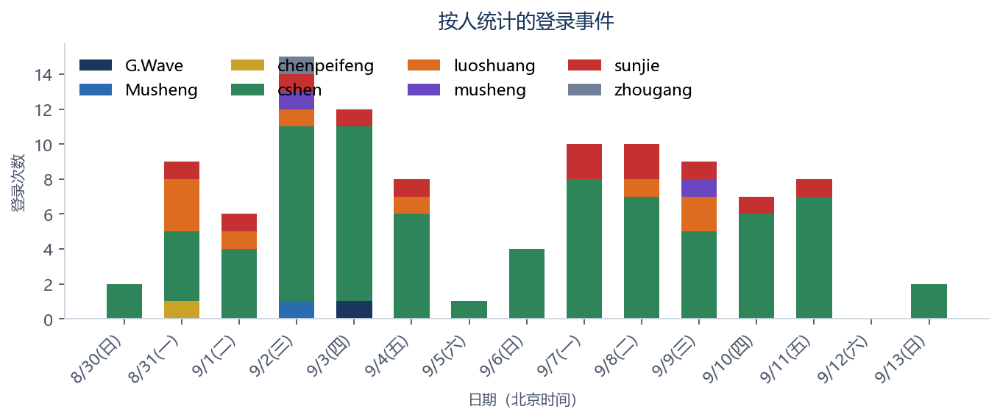 按人统计的登录事件
G.Wave chenpeifeng luoshuang sunjie
Musheng cshen musheng zhougang
登录次数
14
12
10
8
6
4
2
0
8/30(日) 8/31(一) 9/1(二) 9/2(三) 9/3(四) 9/4(五) 9/5(六) 9/6(日) 9/7(一) 9/8(二) 9/9(三) 9/10(四) 9/11(五) 9/12(六) 9/13(日)
日期（北京时间）